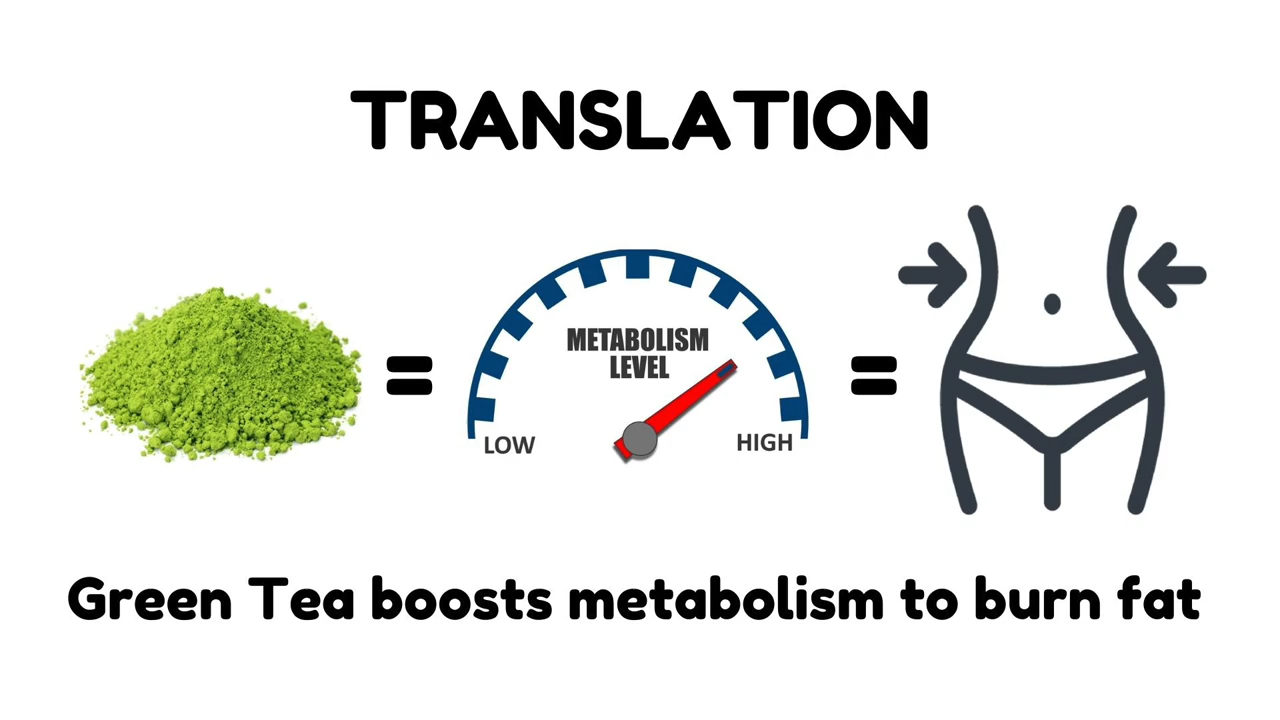 TRANSLATION
METABOLISM
LEVEL
LOW
HIGH
=
=
Green Tea boosts metabolism to burn fat